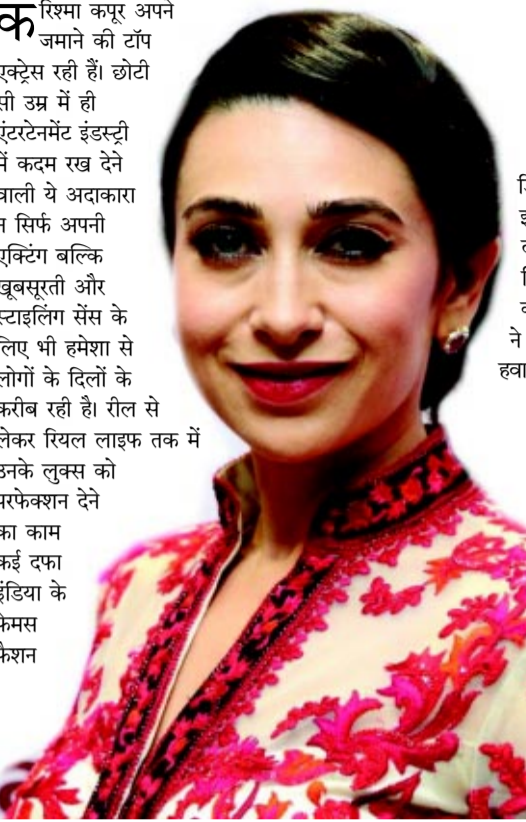 करिश्मा कपूर अपने
जमाने की टॉप
एक्ट्रेस रही हैं। छोटी
सी उम्र में ही
एंटरटेनमेंट इंडस्ट्री
में कदम रख देने
वाली ये अदाकारा
न सिर्फ अपनी
एक्टिंग बल्कि
खूबसूरती और
स्टाइलिंग सेंस के
लिए भी हमेशा से
लोगों के दिलों के
करीब रही है। रील से
लेकर रियल लाइफ तक में
उनके लुक्स को
परफेक्शन देने
का काम
कई दफा
इंडिया के
फेमस
फैशन
ने
हवा